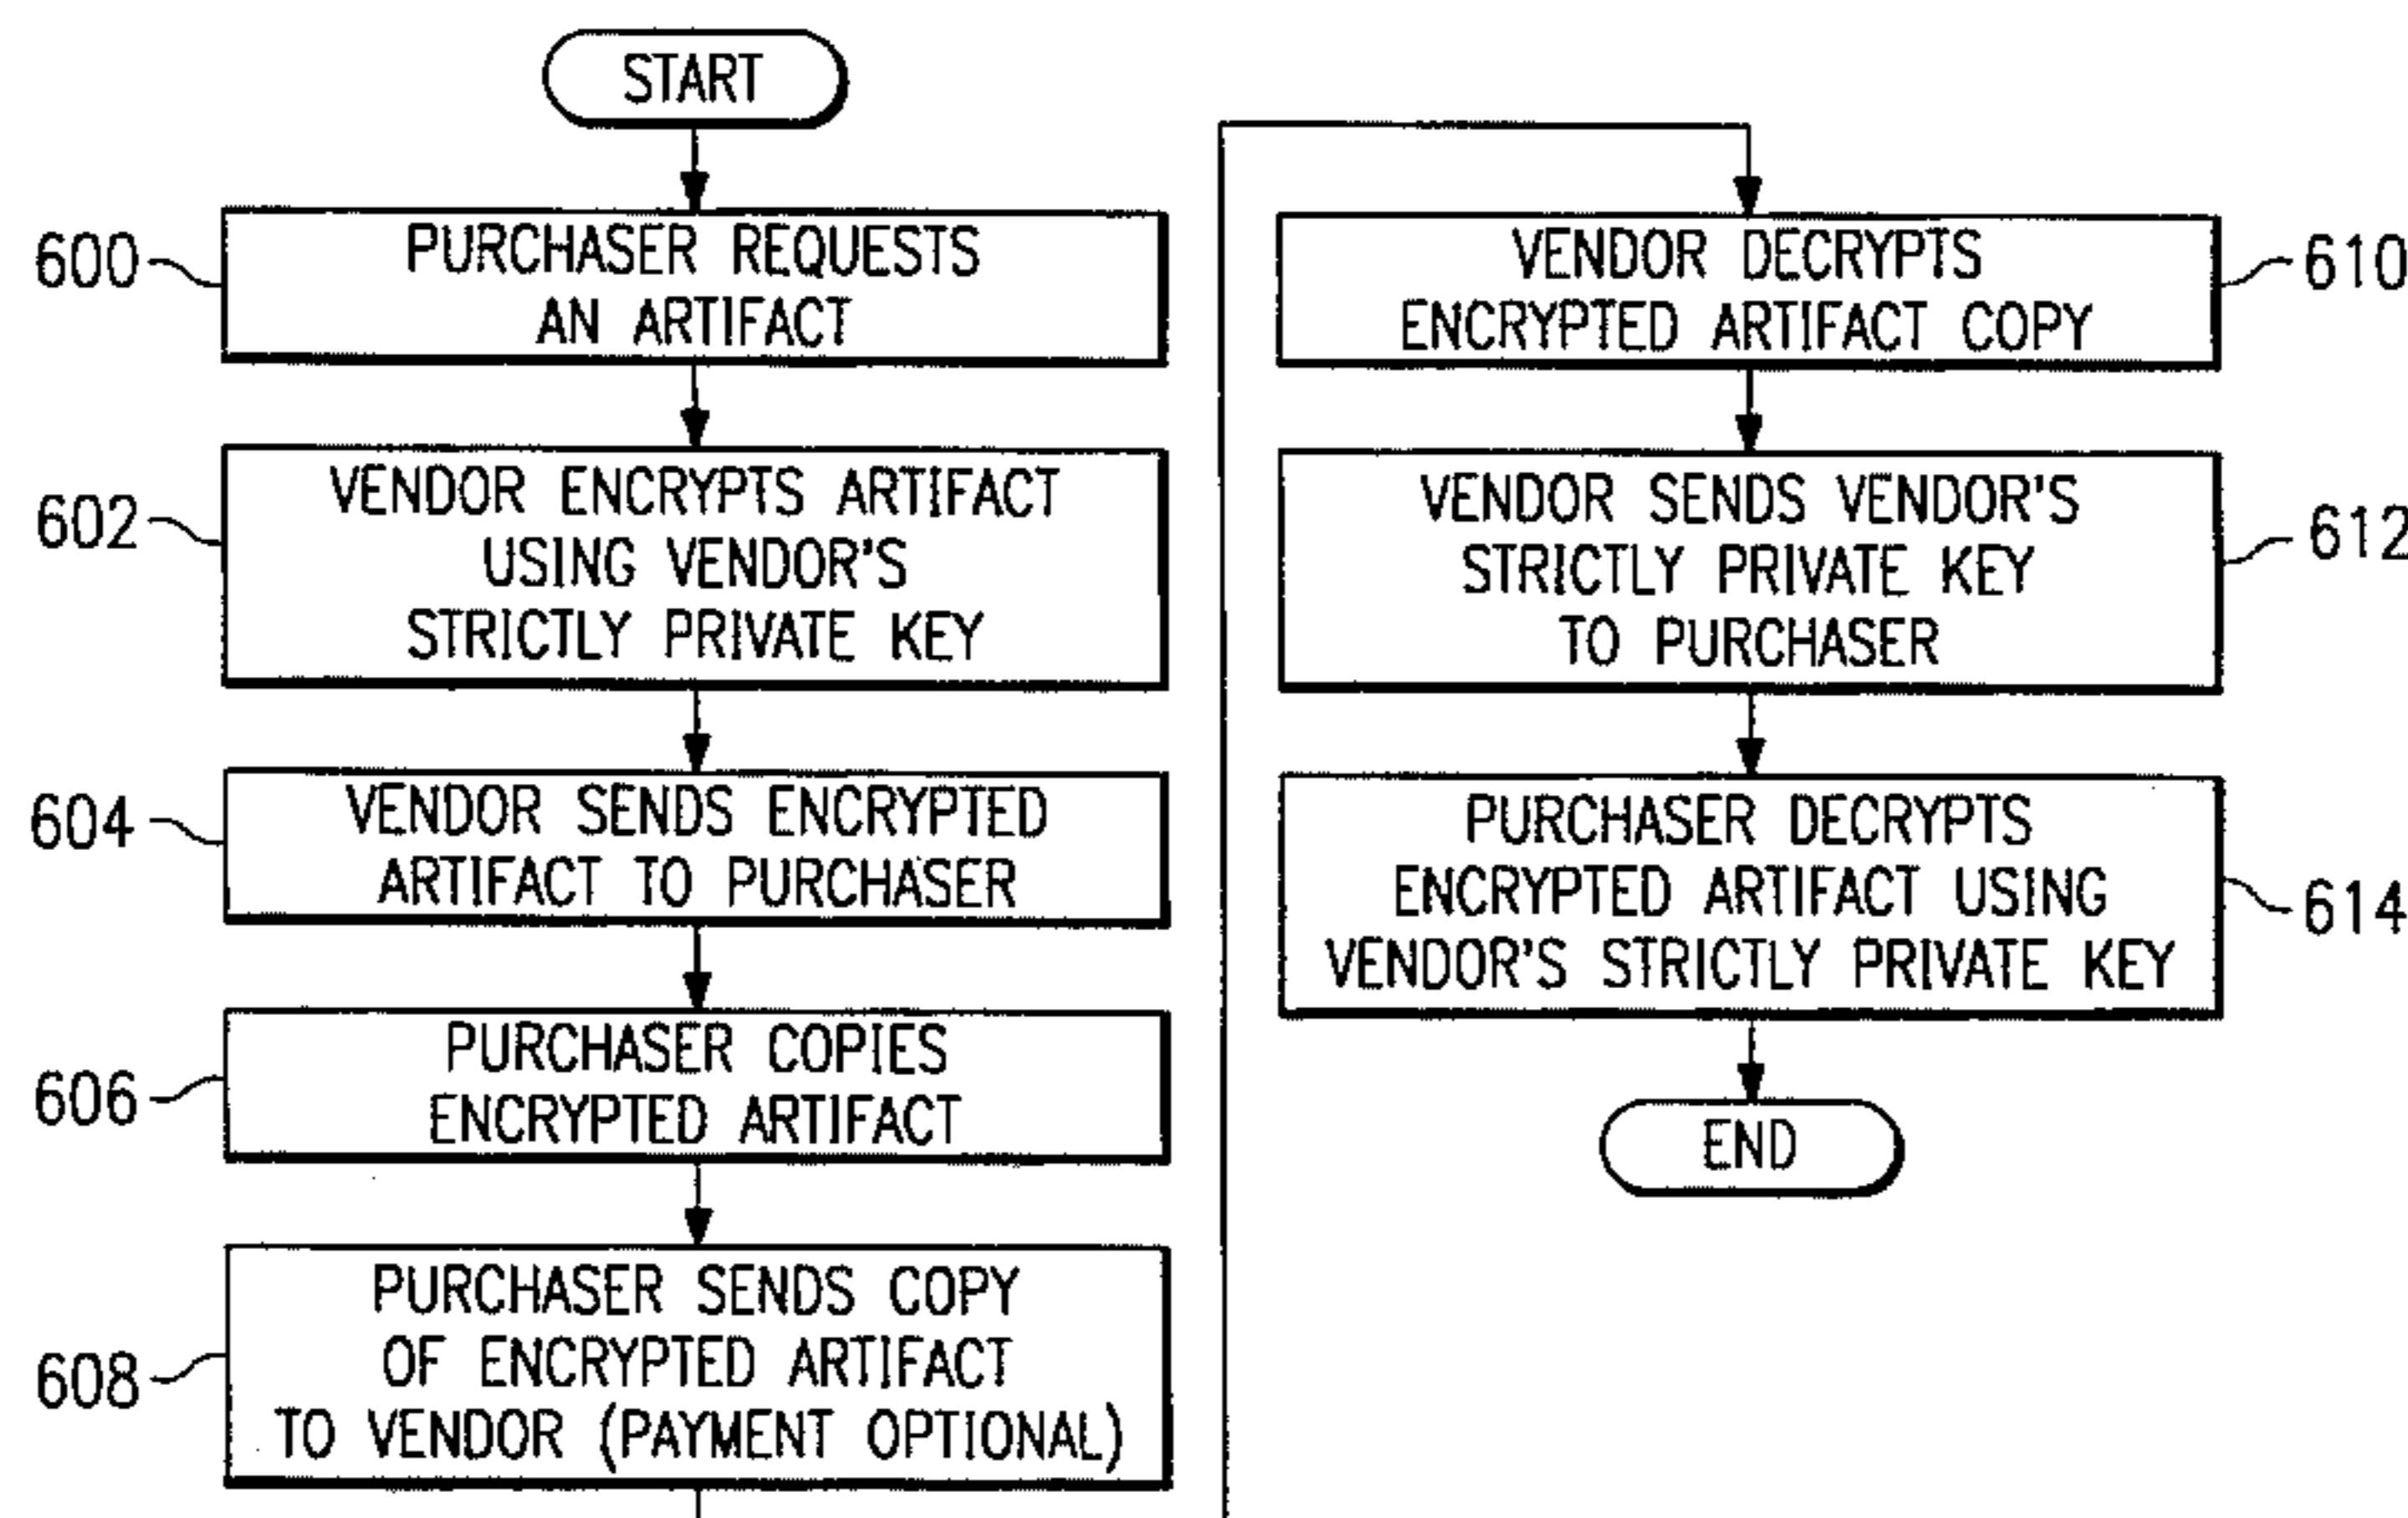 START
600
PURCHASER REQUESTS
AN ARTIFACT
602
VENDOR ENCRYPTS ARTIFACT
USING VENDOR'S
STRICTLY PRIVATE KEY
604
VENDOR SENDS ENCRYPTED
ARTIFACT TO PURCHASER
606
PURCHASER COPIES
ENCRYPTED ARTIFACT
608
PURCHASER SENDS COPY
OF ENCRYPTED ARTIFACT
TO VENDOR (PAYMENT OPTIONAL)
VENDOR DECRYPTS
ENCRYPTED ARTIFACT COPY
610
VENDOR SENDS VENDOR'S
STRICTLY PRIVATE KEY
TO PURCHASER
612
PURCHASER DECRYPTS
ENCRYPTED ARTIFACT USING
VENDOR'S STRICTLY PRIVATE KEY
614
END